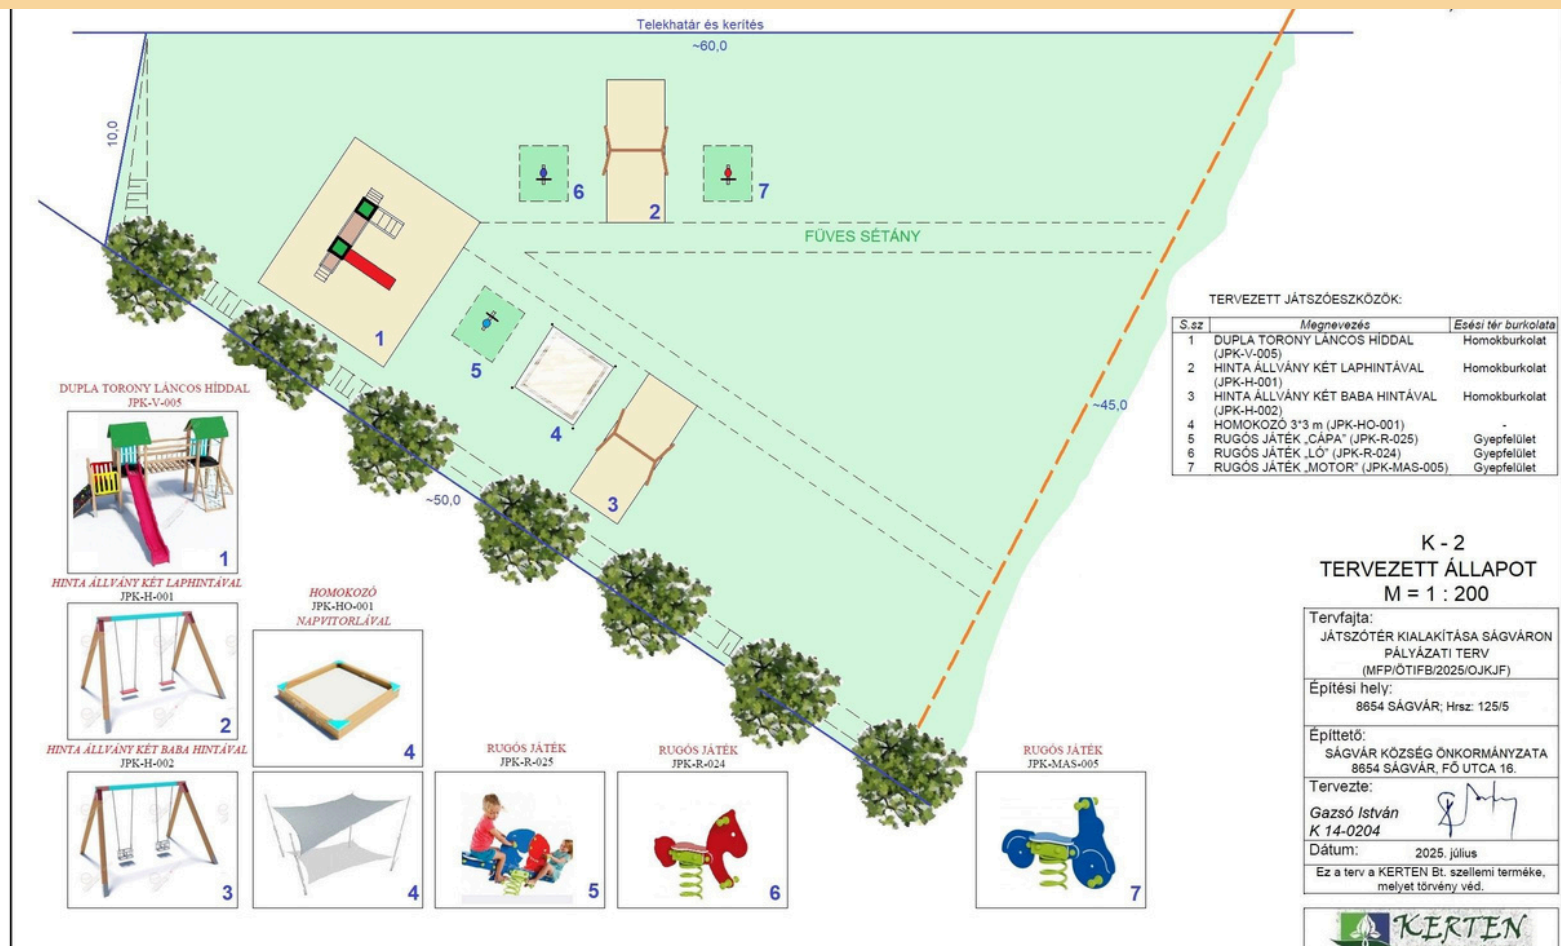 Telekhatár és kerítés
~60,0
10,0
6
2
7
FÜVES SÉTÁNY
1
5
4
3
~50,0
~45,0
TERVEZETT JÁTSZÓESZKÖZÖK:
S.sz Megnevezés Esési tér burkolata
1 DUPLA TORONY LÁNCOS HÍDDAL Homokburkolat
(JPK-V-005)
2 HINTA ÁLLVÁNY KÉT LAPHINTÁVAL Homokburkolat
(JPK-H-001)
3 HINTA ÁLLVÁNY KÉT BABA HINTÁVAL Homokburkolat
(JPK-H-002)
4 HOMOKOZÓ 3*3 m (JPK-HO-001) -
5 RUGÓS JÁTÉK „CÁPA” (JPK-R-025) Gyepfelület
6 RUGÓS JÁTÉK „LÓ” (JPK-R-024) Gyepfelület
7 RUGÓS JÁTÉK „MOTOR” (JPK-MAS-005) Gyepfelület
DUPLA TORONY LÁNCOS HÍDDAL
JPK-V-005
1
HINTA ÁLLVÁNY KÉT LAPHINTÁVAL
JPK-H-001
2
HINTA ÁLLVÁNY KÉT BABA HINTÁVAL
JPK-H-002
3
HOMOKOZÓ
JPK-HO-001
NAPVITORLÁVAL
4
4
RUGÓS JÁTÉK
JPK-R-025
5
RUGÓS JÁTÉK
JPK-R-024
6
RUGÓS JÁTÉK
JPK-MAS-005
7
K - 2
TERVEZETT ÁLLAPOT
M = 1 : 200
Tervfajta:
JÁTSZÓTÉR KIALAKÍTÁSA SÁGVÁRON
PÁLYÁZATI TERV
(MFP/ÖTIFB/2025/OJKJF)
Építési hely:
8654 SÁGVÁR; Hrsz: 125/5
Építtető:
SÁGVÁR KÖZSÉG ÖNKORMÁNYZATA
8654 SÁGVÁR, FŐ UTCA 16.
Tervezte:
Gazsó István
K 14-0204
Dátum: 2025. július
Ez a terv a KERTEN Bt. szellemi terméke,
melyet törvény véd.
KERTEN